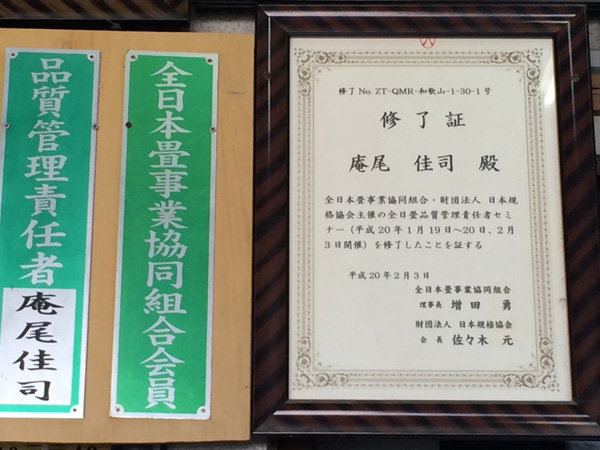 品質管理責任者
庵尾佳司
全日本畳事業協同組合会員
修了 No. ZT-QMR-和歌山-1-30-1号
修了証
庵尾 佳司 殿
全日本畳事業協同組合・財団法人 日本規
格協会主催の全日畳品質管理責任者セミ
ナー(平成20年1月19日~20日、2月
3日開催)を修了したことを証する
平成20年2月3日
全日本畳事業協同組合
理事長 増田 勇
財団法人 日本規格協会
会長 佐々木 元